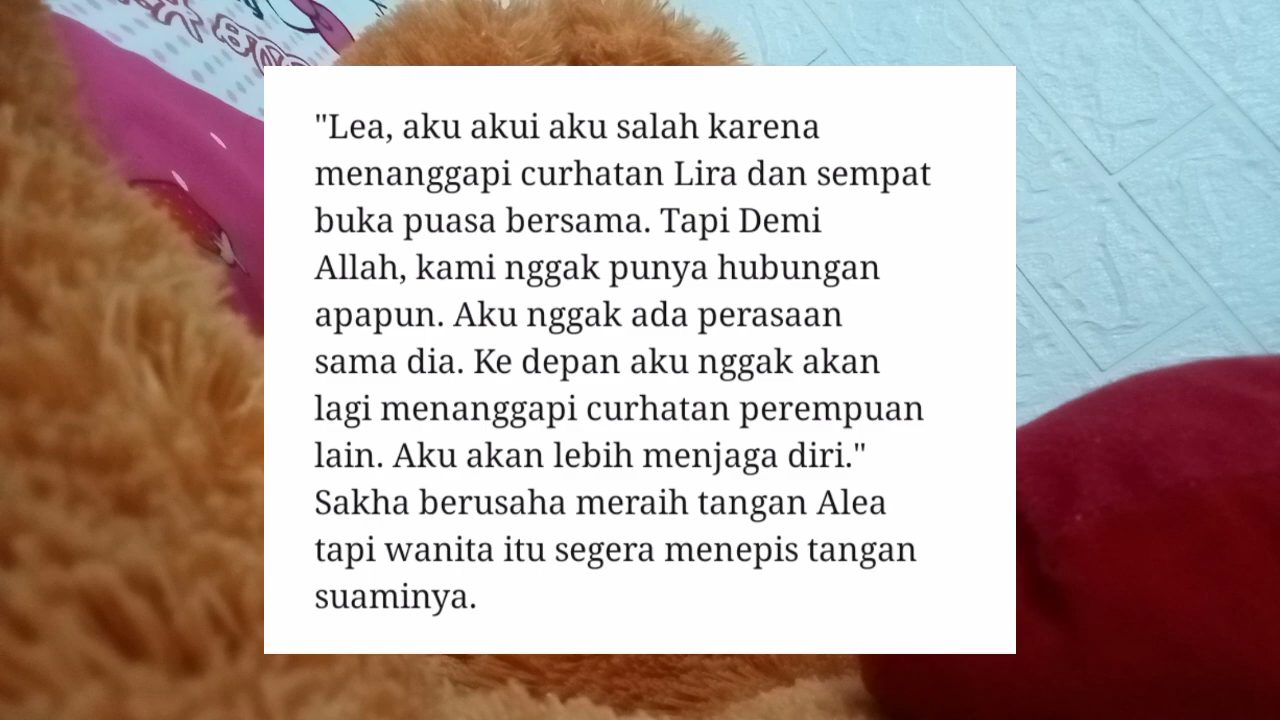 "Lea, aku akui aku salah karena
menanggapi curhatan Lira dan sempat
buka puasa bersama. Tapi Demi
Allah, kami nggak punya hubungan
apapun. Aku nggak ada perasaan
sama dia. Ke depan aku nggak akan
lagi menanggapi curhatan perempuan
lain. Aku akan lebih menjaga diri."
Sakha berusaha meraih tangan Alea
tapi wanita itu segera menepis tangan
suaminya.